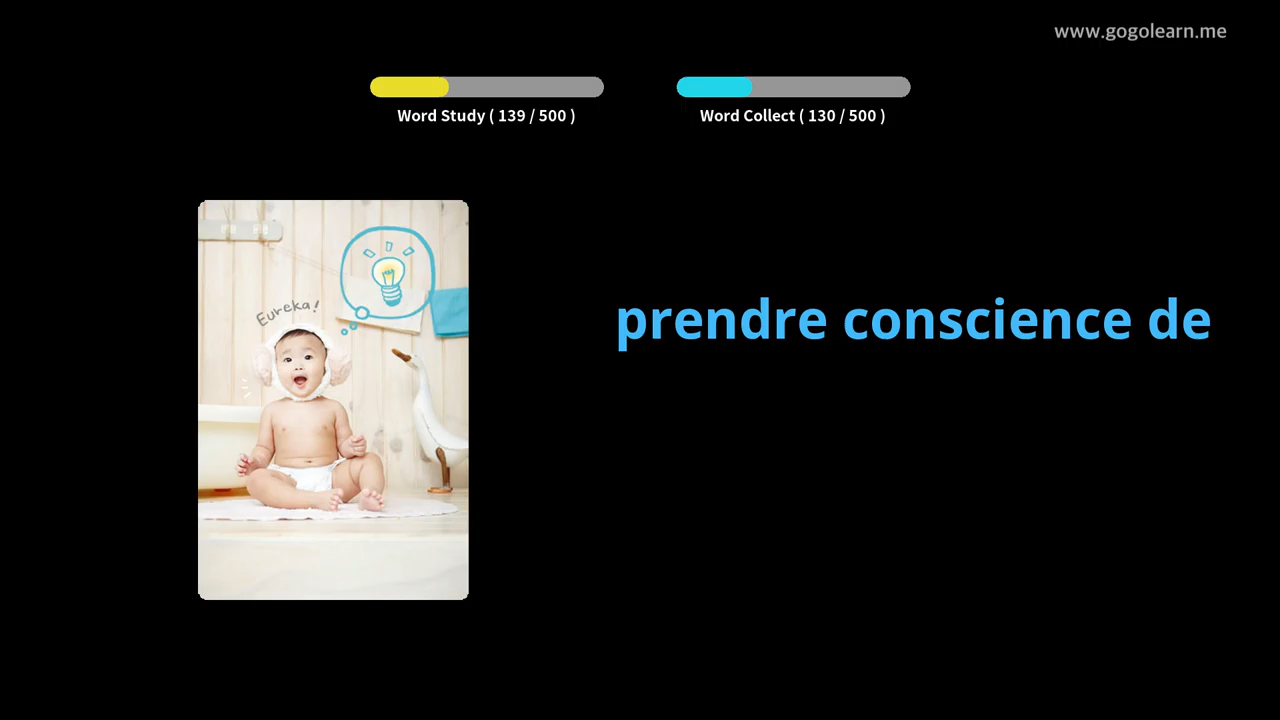 www.gogolearn.me
Word Study ( 139 / 500 )
Word Collect ( 130 / 500 )
Eureka!
prendre conscience de